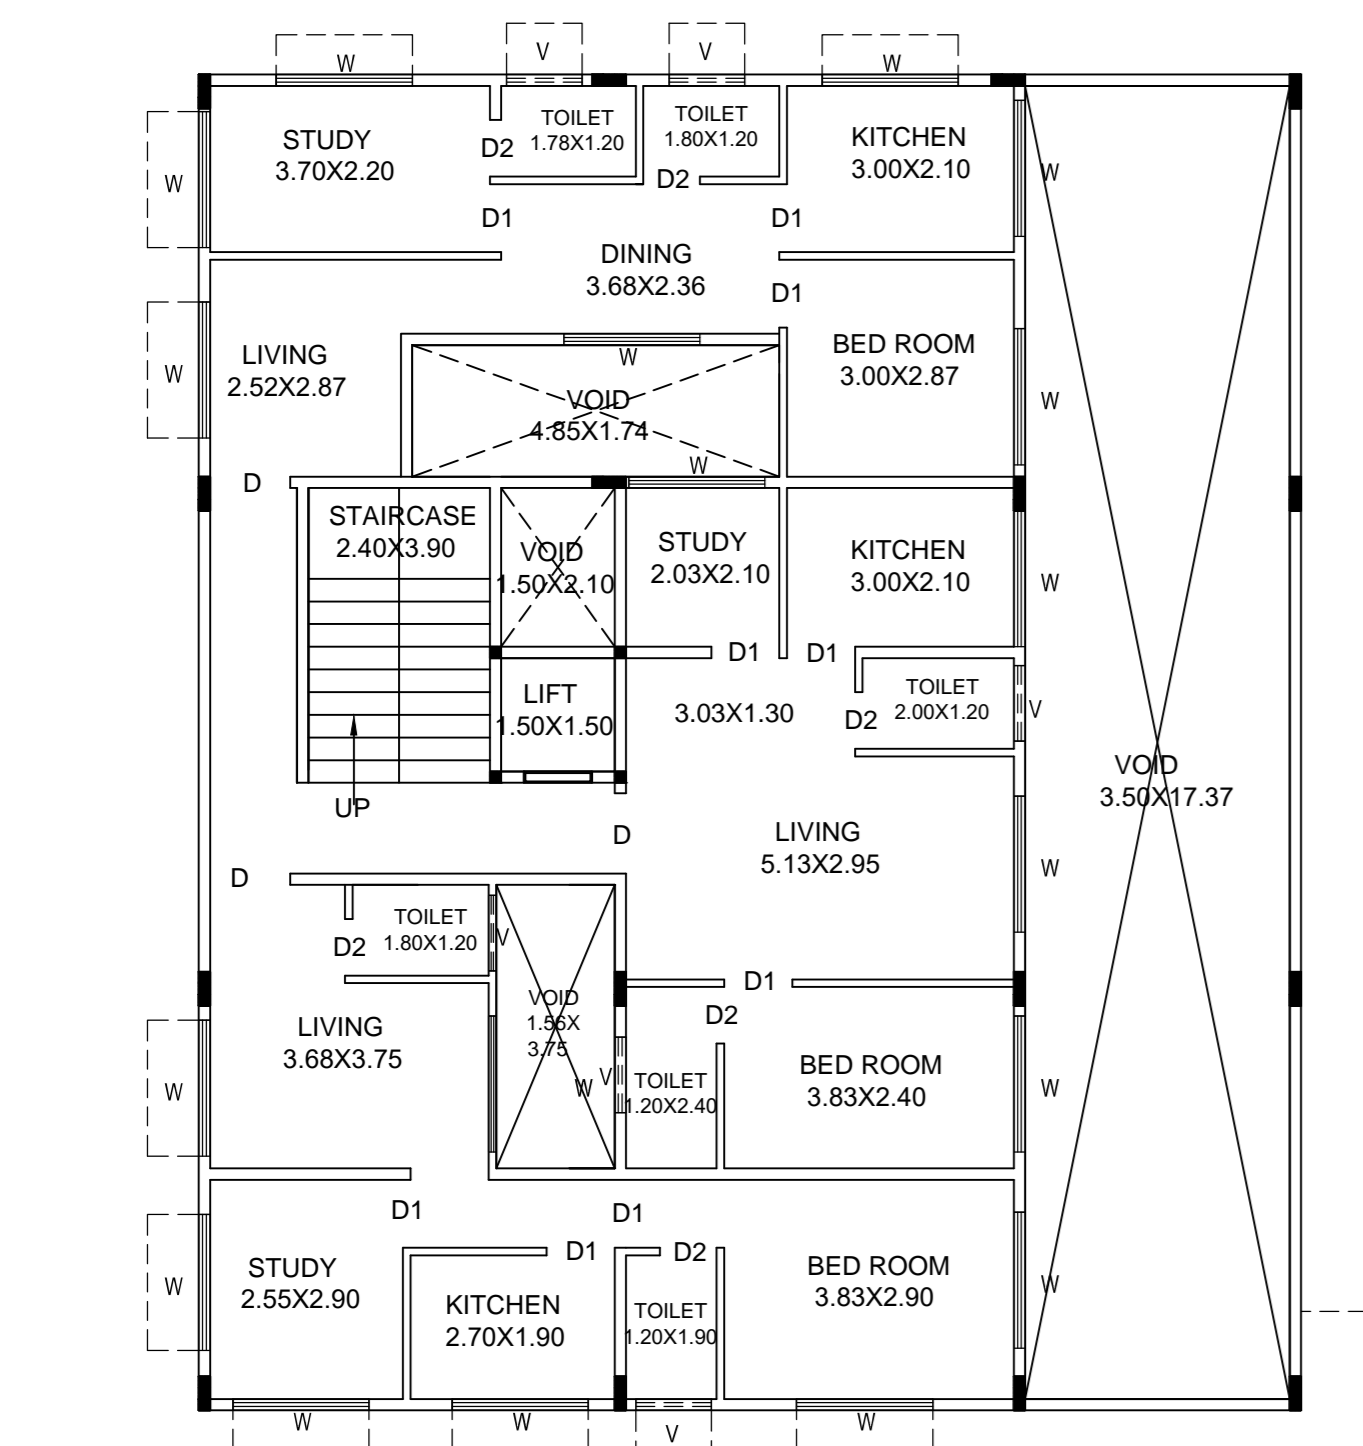 V
V
W
W
TOILET
1.78X1.20
TOILET
1.80X1.20
STUDY
3.70X2.20
KITCHEN
3.00X2.10
D2
D2
W
W
D1
D1
DINING
3.68X2.36
D1
LIVING
2.52X2.87
W
W
BED ROOM
3.00X2.87
VOID
4.85X1.74
W
W
D
STAIRCASE
2.40X3.90
VOID
1.50X2.10
STUDY
2.03X2.10
KITCHEN
3.00X2.10
W
D1
D1
LIFT
1.50X1.50
3.03X1.30
D2
TOILET
2.00X1.20
V
VOID
3.50X17.37
UP
D
LIVING
5.13X2.95
W
D
TOILET
1.80X1.20
D2
V
D1
VOID
1.56X
3.75
D2
LIVING
3.68X3.75
W
W
V
TOILET
1.20X2.40
BED ROOM
3.83X2.40
W
D1
D1
D1
D2
STUDY
2.55X2.90
W
KITCHEN
2.70X1.90
TOILET
1.20X1.90
BED ROOM
3.83X2.90
W
W
W
V
W